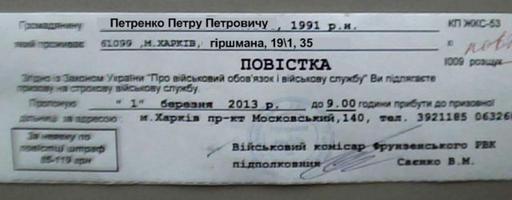 Громадянину Петренко Петру Петровичу, 1991 р.н. КП ЖКС-53
який проживає 61099 ,м.ХАРКІВ, гіршмана, 19\1, 35
ПОВІСТКА 1009 розшук
Згідно із Законом України "Про військовий обов'язок і військову службу" Ви підлягаєте
призову на строкову військову службу.
Пропоную "1" березня 2013 р. до 9.00 години прибути до призовної
дільниці за адресою : м.Харків пр-кт Московський,140, тел. 3921185
За неявку по
повістці штраф
85-119 грн
Військовий комісар Фрунзенського РВК
підполковник Саєнко В.М.